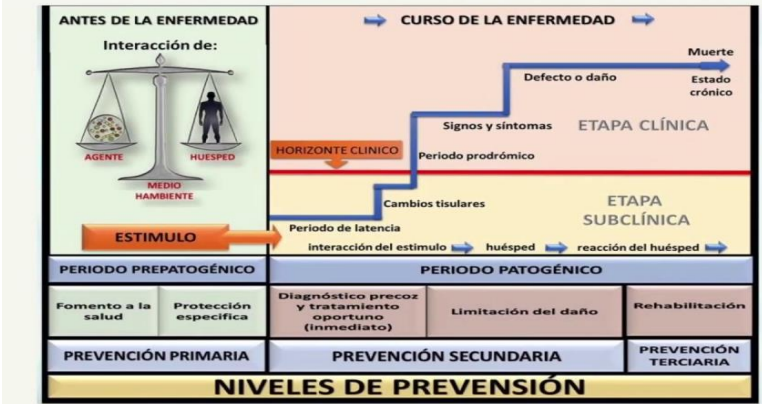 ANTES DE LA ENFERMEDAD
CURSO DE LA ENFERMEDAD
Interacción de:
AGENTE
HUESPED
MEDIO
HAMBIENTE
ESTIMULO
Muerte
Estado
crónico
Defecto o daño
Signos y síntomas
ETAPA CLÍNICA
HORIZONTE CLINICO
Periodo prodrómico
Cambios tisulares
ETAPA
SUBCLÍNICA
Periodo de latencia
interacción del estimulo
huésped
reacción del huésped
PERIODO PREPATOGÉNICO
PERIODO PATOGÉNICO
Fomento a la
salud
Protección
especifica
Diagnóstico precoz
y tratamiento
oportuno
(inmediato)
Limitación del daño
Rehabilitación
PREVENCIÓN PRIMARIA
PREVENCIÓN SECUNDARIA
PREVENCIÓN
TERCIARIA
NIVELES DE PREVENSIÓN